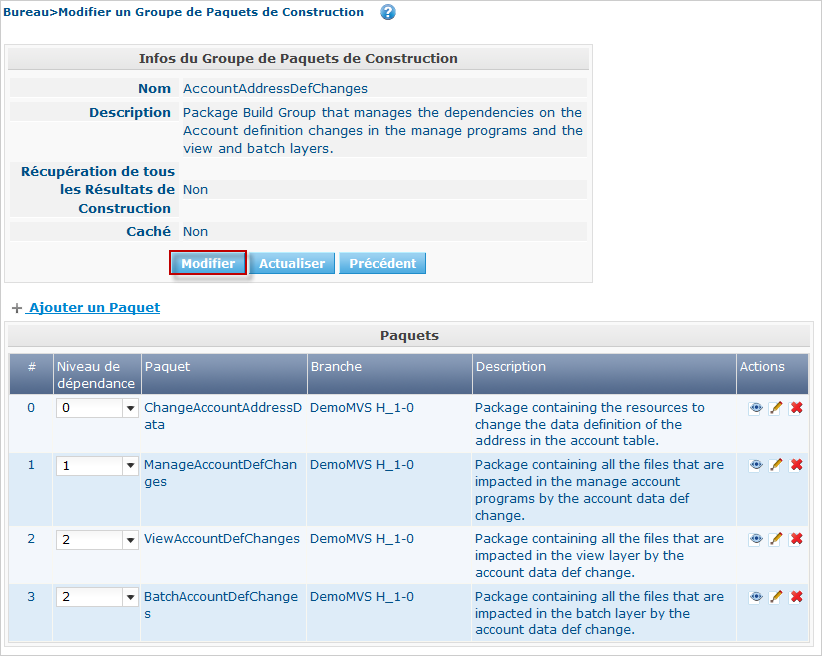 Bureau>Modifier un Groupe de Paquets de Construction ?
Infos du Groupe de Paquets de Construction
Nom AccountAddressDefChanges
Description Package Build Group that manages the dependencies on the
Account definition changes in the manage programs and the
view and batch layers.
Récupération de tous
les Résultats de Non
Construction
Caché Non
Modifier Actualiser Précédent
+ Ajouter un Paquet
Paquets
# Niveau de Paquet Branche Description Actions
dépendance
0 0 ChangeAccountAddressD DemoMVS H_1-0 Package containing the resources to
ata change the data definition of the
address in the account table.
1 1 ManageAccountDefChan DemoMVS H_1-0 Package containing all the files that are
ges impacted in the manage account
programs by the account data def
change.
2 2 ViewAccountDefChanges DemoMVS H_1-0 Package containing all the files that are
impacted in the view layer by the
account data def change.
3 2 BatchAccountDefChange DemoMVS H_1-0 Package containing all the files that are
s impacted in the batch layer by the
account data def change.